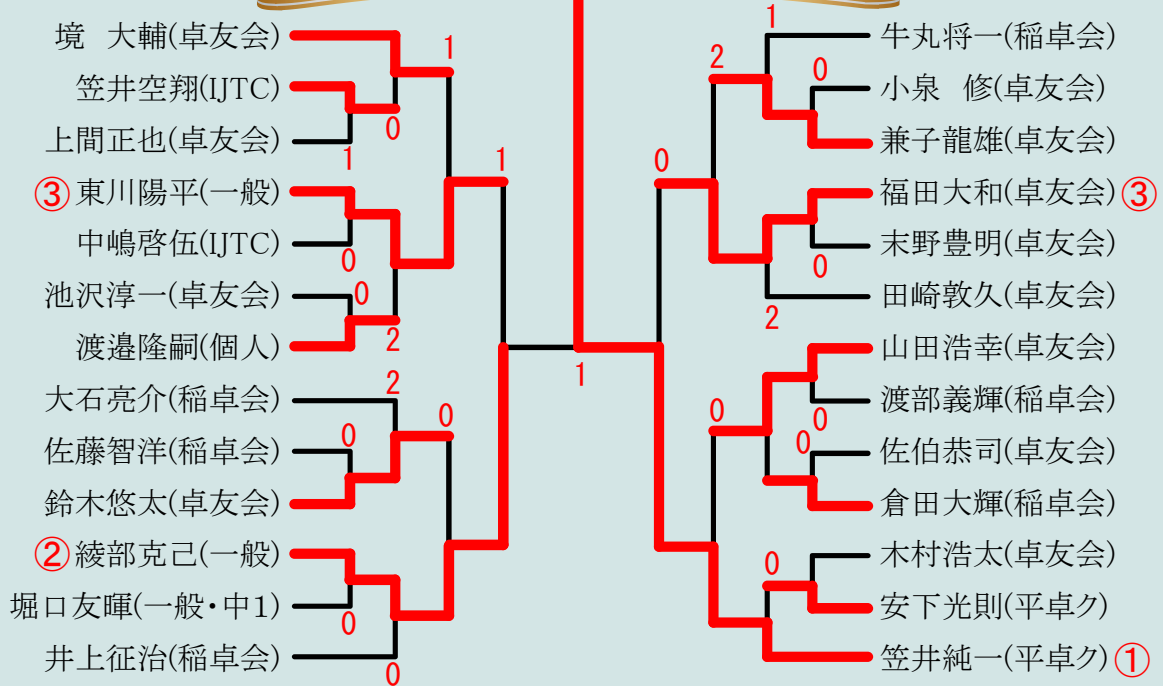 境 大輔(卓友会)
笠井空翔(IJTC)
上間正也(卓友会)
③東川陽平(一般)
中嶋啓伍(IJTC)
池沢淳一(卓友会)
渡邉隆嗣(個人)
大石亮介(稲卓会)
佐藤智洋(稲卓会)
鈴木悠太(卓友会)
②綾部克己(一般)
堀口友暉(一般・中1)
井上征治(稲卓会)
1
0
1
1
0
0
2
2
0
0
0
0
1
1
2
0
0
0
2
0
0
0
0
牛丸将一(稲卓会)
小泉 修(卓友会)
兼子龍雄(卓友会)
福田大和(卓友会)③
末野豊明(卓友会)
田崎敦久(卓友会)
山田浩幸(卓友会)
渡部義輝(稲卓会)
佐伯恭司(卓友会)
倉田大輝(稲卓会)
木村浩太(卓友会)
安下光則(平卓ク)
笠井純一(平卓ク)①